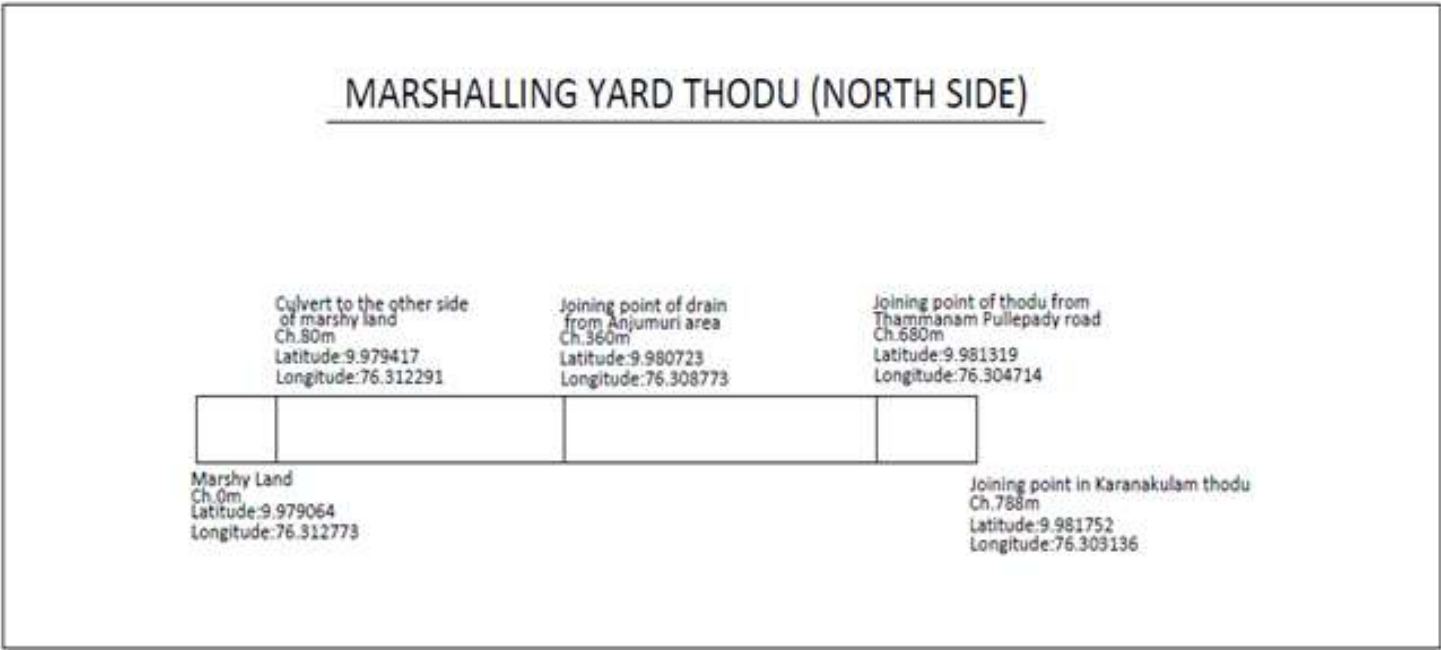 MARSHALLING YARD THODU (NORTH SIDE)
Culvert to the other side
of marshy land
Ch.80m
Latitude:9.979417
Longitude:76.312291
Joining point of drain
from Anjumuri area
Ch.360m
Latitude:9.980723
Longitude:76.308773
Joining point of thodu from
Thammanam Pullepady road
Ch.680m
Latitude:9.981319
Longitude:76.304714
Marshy Land
Ch.0m
Latitude:9.979064
Longitude:76.312773
Joining point in Karanakulam thodu
Ch.788m
Latitude:9.981752
Longitude:76.303136